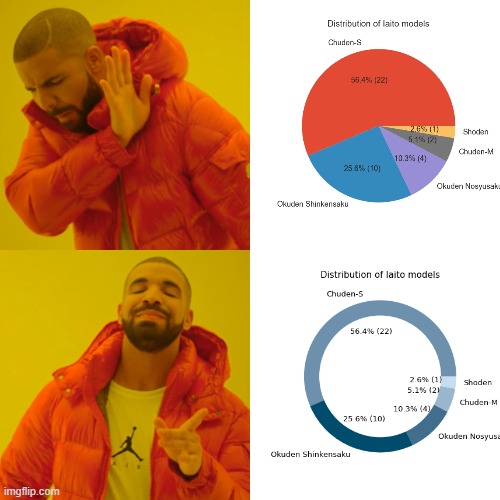 Distribution of Iaito models
Chuden-S
56.4% (22)
2.6% (1)
Shoden
5.1% (2)
Chuden-M
10.3% (4)
25.6% (10)
Okuden Nosyusaku
Okuden Shinkensaku
Distribution of Iaito models
Chuden-S
56.4% (22)
2.6% (1)
Shoden
5.1% (2)
Chuden-M
10.3% (4)
25.6% (10)
Okuden Nosyusa
Okuden Shinkensaku
AIR
imgflip.com